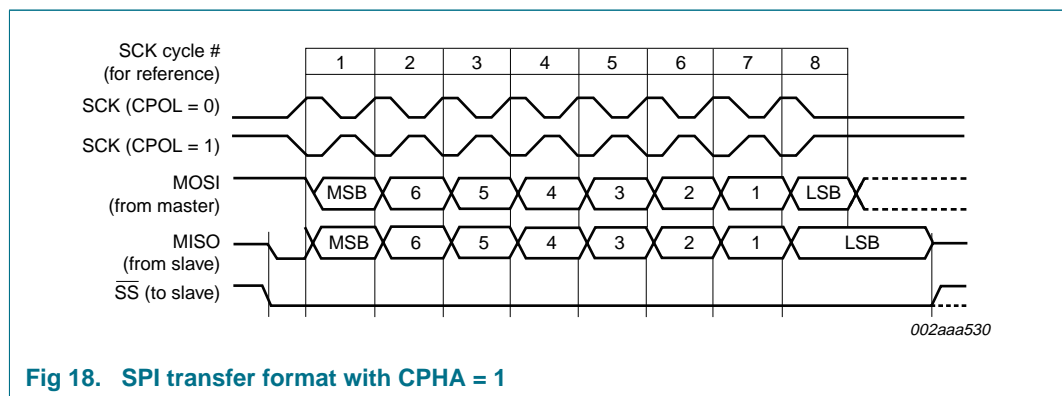 SCK cycle #
(for reference)
1 2 3 4 5 6 7 8
SCK (CPOL = 0)
SCK (CPOL = 1)
MOSI
(from master)
MSB 6 5 4 3 2 1 LSB
MISO
(from slave)
MSB 6 5 4 3 2 1 LSB
S̅S̅ (to slave)
002aaa530
Fig 18. SPI transfer format with CPHA = 1